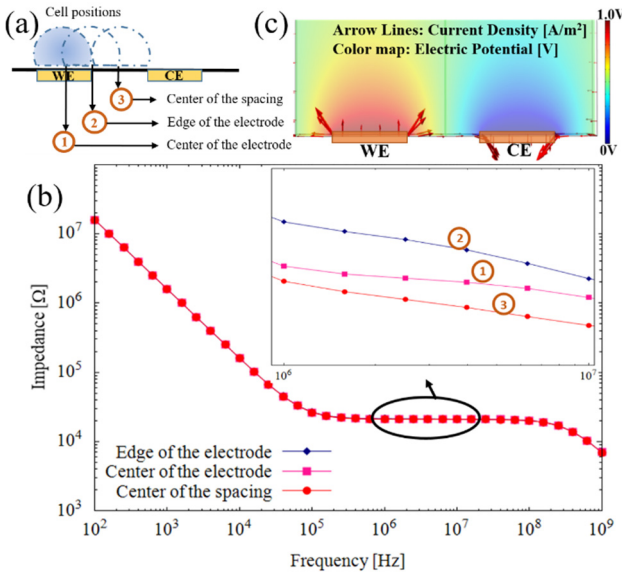 (a)
Cell positions
WE
CE
3
Center of the spacing
2
Edge of the electrode
1
Center of the electrode
(c)
Arrow Lines: Current Density [A/m²]
Color map: Electric Potential [V]
1.0V
0V
WE
CE
(b)
Impedance [Ω]
10⁷
10⁶
10⁵
10⁴
10³
2
1
3
10⁶
10⁷
Edge of the electrode
Center of the electrode
Center of the spacing
10²
10³
10⁴
10⁵
10⁶
10⁷
10⁸
10⁹
Frequency [Hz]